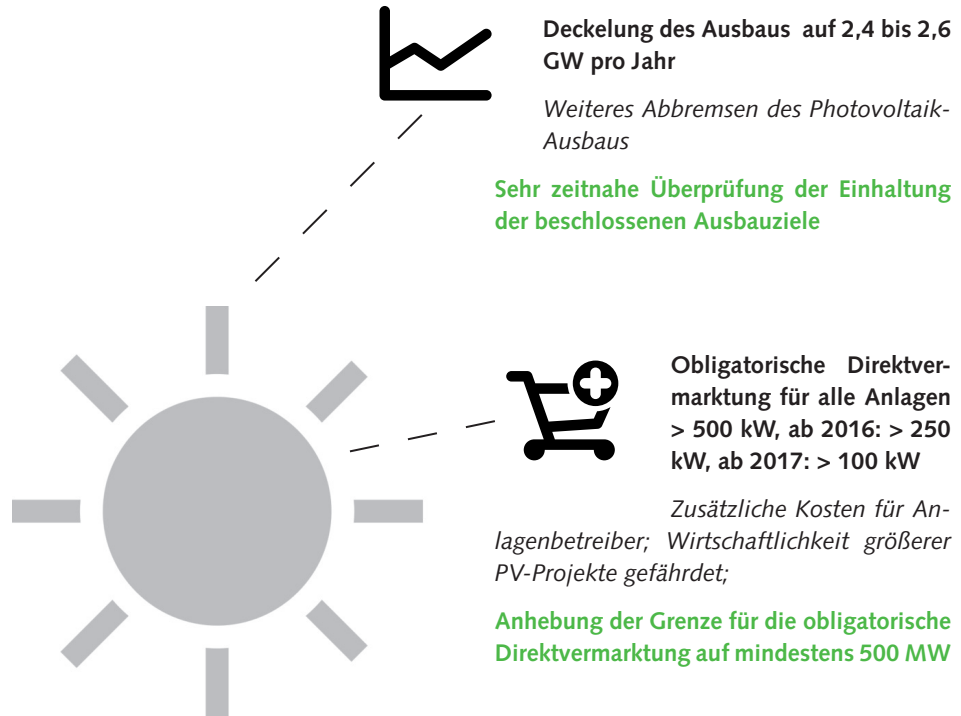 Deckelung des Ausbaus auf 2,4 bis 2,6
GW pro Jahr
Weiteres Abbremsen des Photovoltaik-
Ausbaus
Sehr zeitnahe Überprüfung der Einhaltung
der beschlossenen Ausbauziele
Obligatorische Direktver-
marktung für alle Anlagen
> 500 kW, ab 2016: > 250
kW, ab 2017: > 100 kW
Zusätzliche Kosten für An-
lagenbetreiber; Wirtschaftlichkeit größerer
PV-Projekte gefährdet;
Anhebung der Grenze für die obligatorische
Direktvermarktung auf mindestens 500 MW